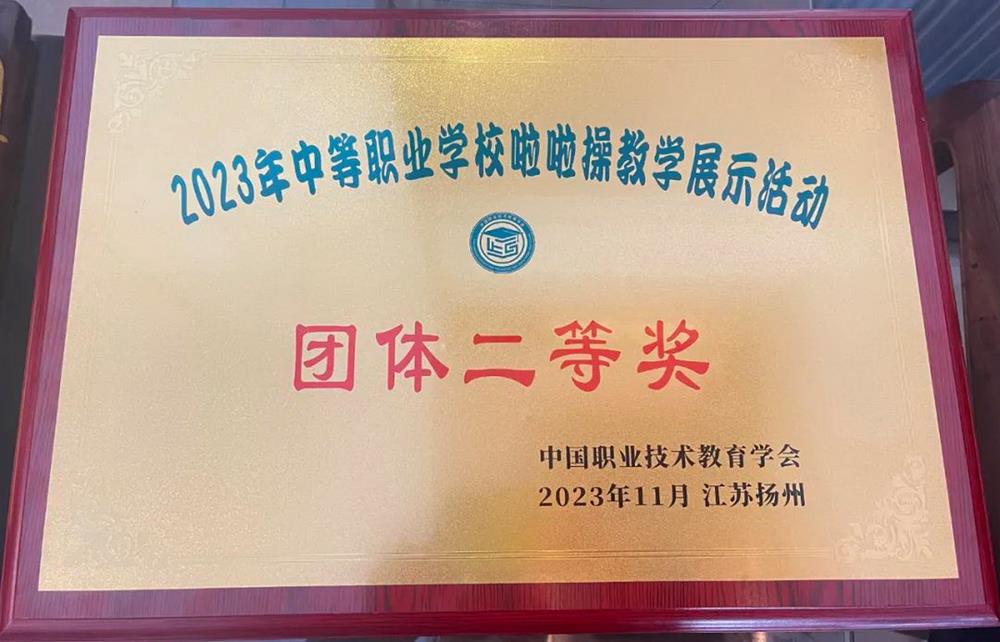 2023年中等职业学校啦啦操教学展示活动
团体二等奖
中国职业技术教育学会
2023年11月 江苏扬州